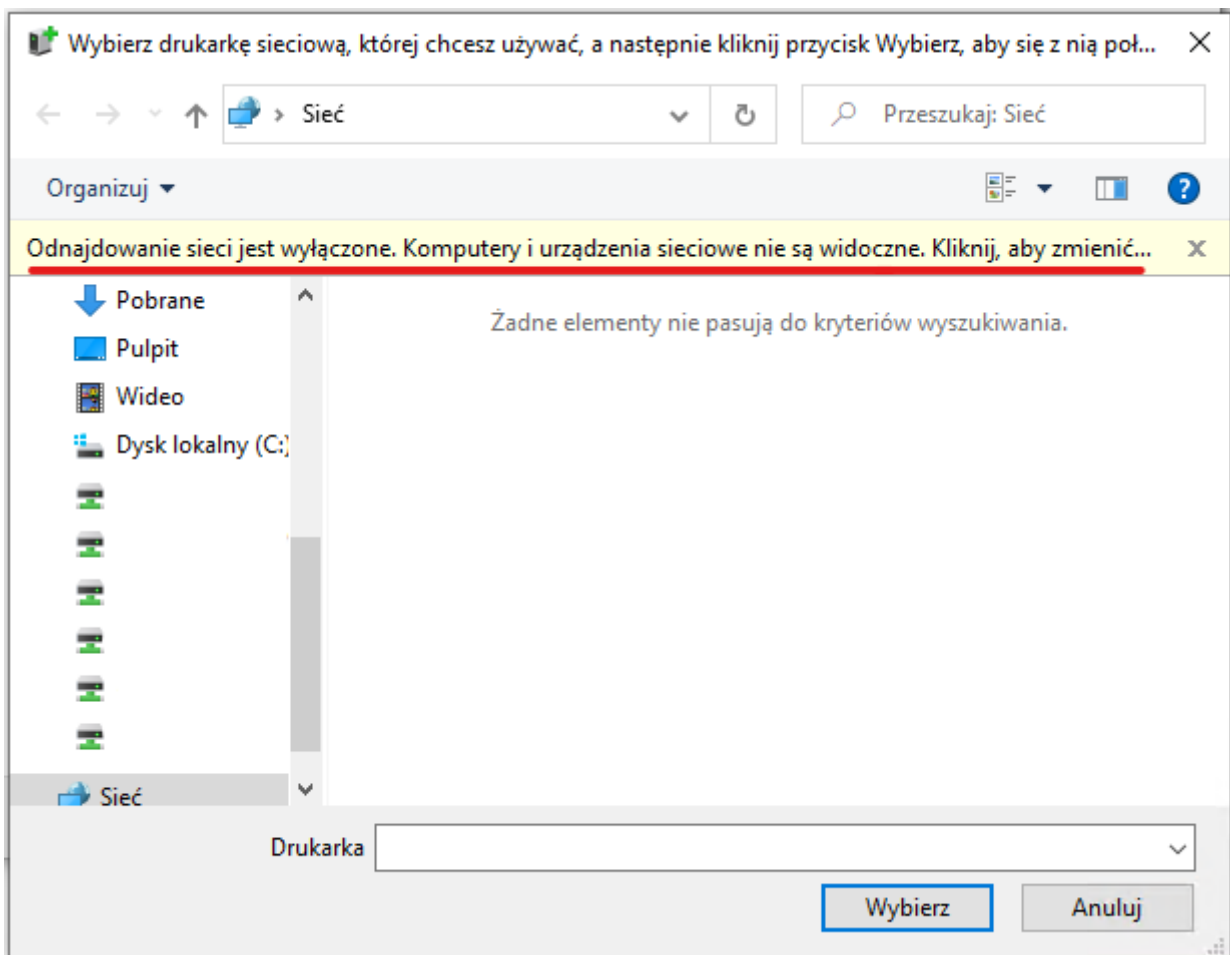 Wybierz drukarkę sieciową, której chcesz używać, a następnie kliknij przycisk Wybierz, aby się z nią poł...
Sieć
Przeszukaj: Sieć
Organizuj
Odnajdowanie sieci jest wyłączone. Komputery i urządzenia sieciowe nie są widoczne. Kliknij, aby zmienić...
Pobrane
Żadne elementy nie pasują do kryteriów wyszukiwania.
Pulpit
Wideo
Dysk lokalny (C:)
Sieć
Drukarka
Wybierz
Anuluj